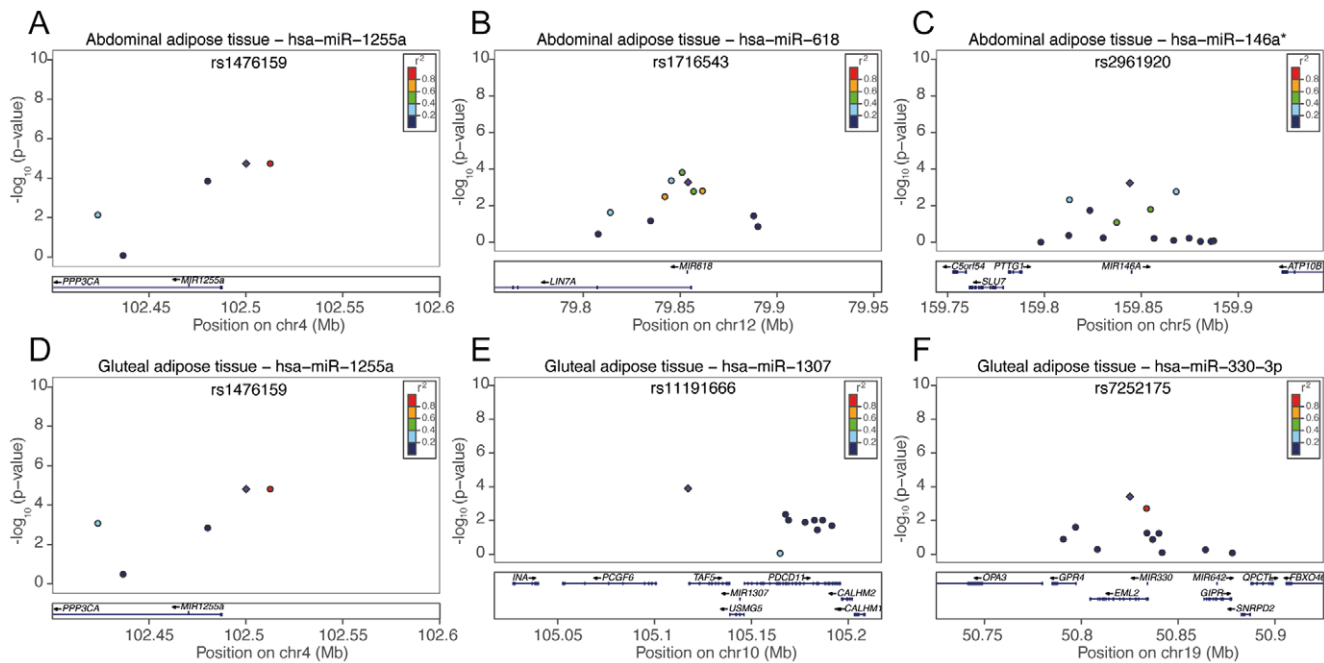 A
Abdominal adipose tissue – hsa–miR–1255a
rs1476159
10
8
6
4
2
0
-log10 (p–value)
r2
0.8
0.6
0.4
0.2
PPP3CA
MIR1255a
102.45
102.5
102.55
102.6
Position on chr4 (Mb)
B
Abdominal adipose tissue – hsa–miR–618
rs1716543
10
8
6
4
2
0
-log10 (p–value)
r2
0.8
0.6
0.4
0.2
MIR618
LIN7A
79.8
79.85
79.9
79.95
Position on chr12 (Mb)
C
Abdominal adipose tissue – hsa–miR–146a*
rs2961920
10
8
6
4
2
0
-log10 (p–value)
r2
0.8
0.6
0.4
0.2
C5orf54
PTTG1
MIR146A
ATP10B
SLU7
159.75
159.8
159.85
159.9
Position on chr5 (Mb)
D
Gluteal adipose tissue – hsa–miR–1255a
rs1476159
10
8
6
4
2
0
-log10 (p–value)
r2
0.8
0.6
0.4
0.2
PPP3CA
MIR1255a
102.45
102.5
102.55
102.6
Position on chr4 (Mb)
E
Gluteal adipose tissue – hsa–miR–1307
rs11191666
10
8
6
4
2
0
-log10 (p–value)
r2
0.8
0.6
0.4
0.2
INA
PCGF6
TAF5
PDCD11
MIR1307
CALHM2
USMG5
CALHM1
105.05
105.1
105.15
105.2
Position on chr10 (Mb)
F
Gluteal adipose tissue – hsa–miR–330–3p
rs7252175
10
8
6
4
2
0
-log10 (p–value)
r2
0.8
0.6
0.4
0.2
OPA3
GPR4
MIR330
MIR642
QPCTL
FBXO46
EML2
GIPR
SNRPD2
50.75
50.8
50.85
50.9
Position on chr19 (Mb)